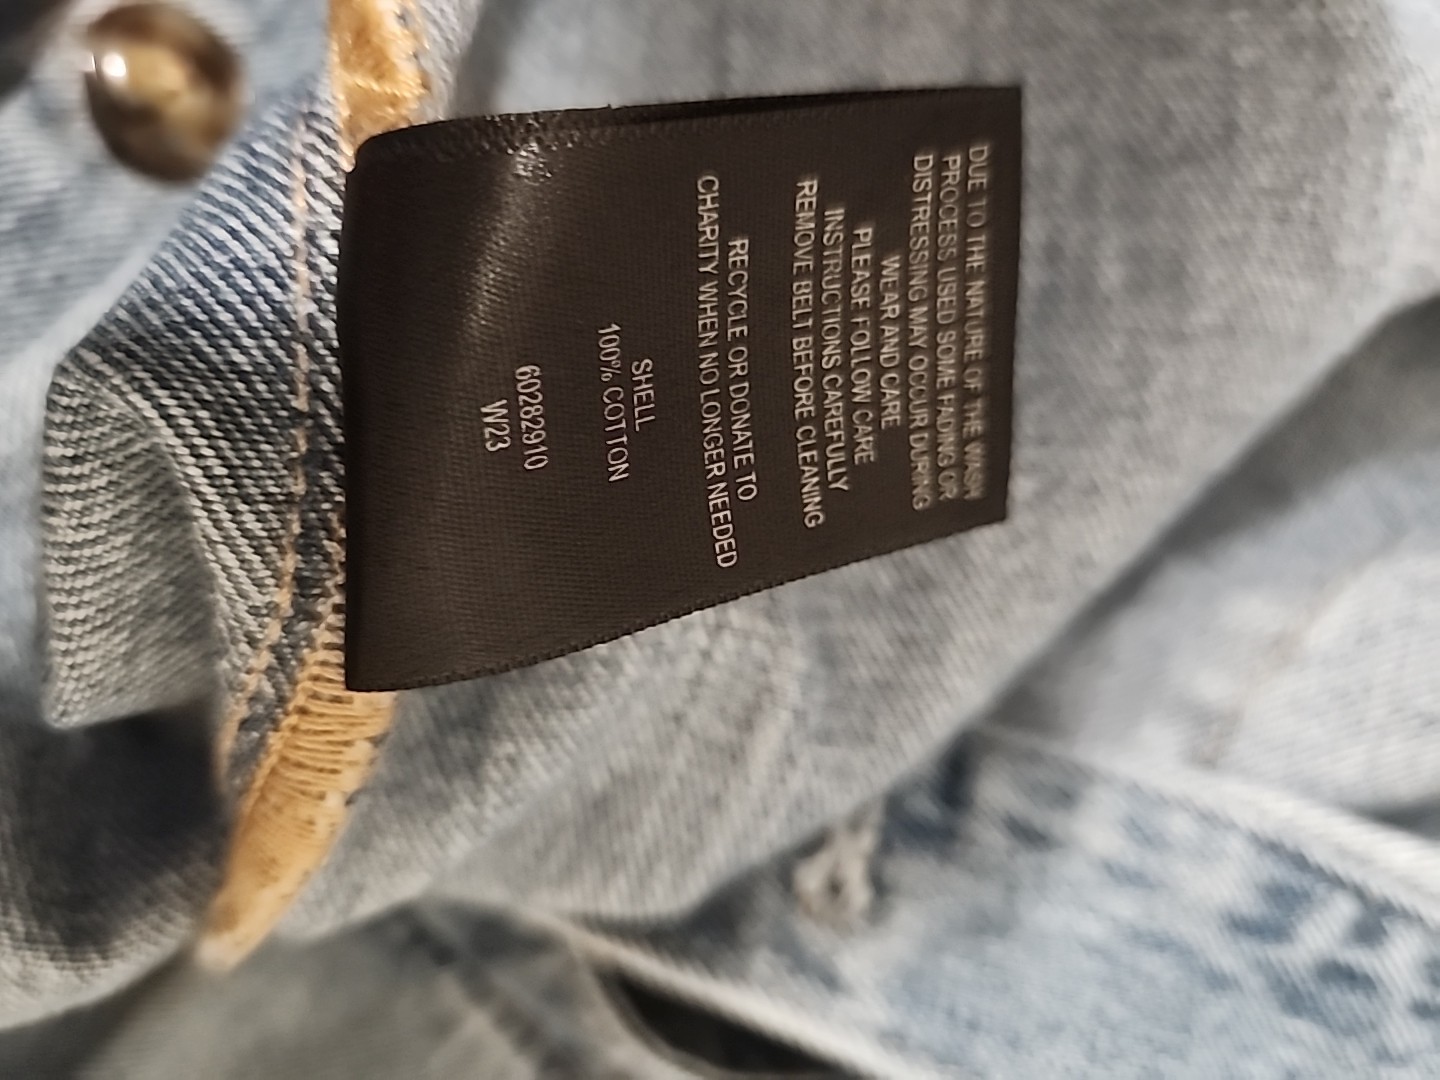 DUE TO THE NATURE OF THE WASH
PROCESS USED SOME FADING OR
DISTRESSING MAY OCCUR DURING
WEAR AND CARE
PLEASE FOLLOW CARE
INSTRUCTIONS CAREFULLY
REMOVE BELT BEFORE CLEANING
RECYCLE OR DONATE TO
CHARITY WHEN NO LONGER NEEDED
SHELL
100% COTTON
60282910
W23